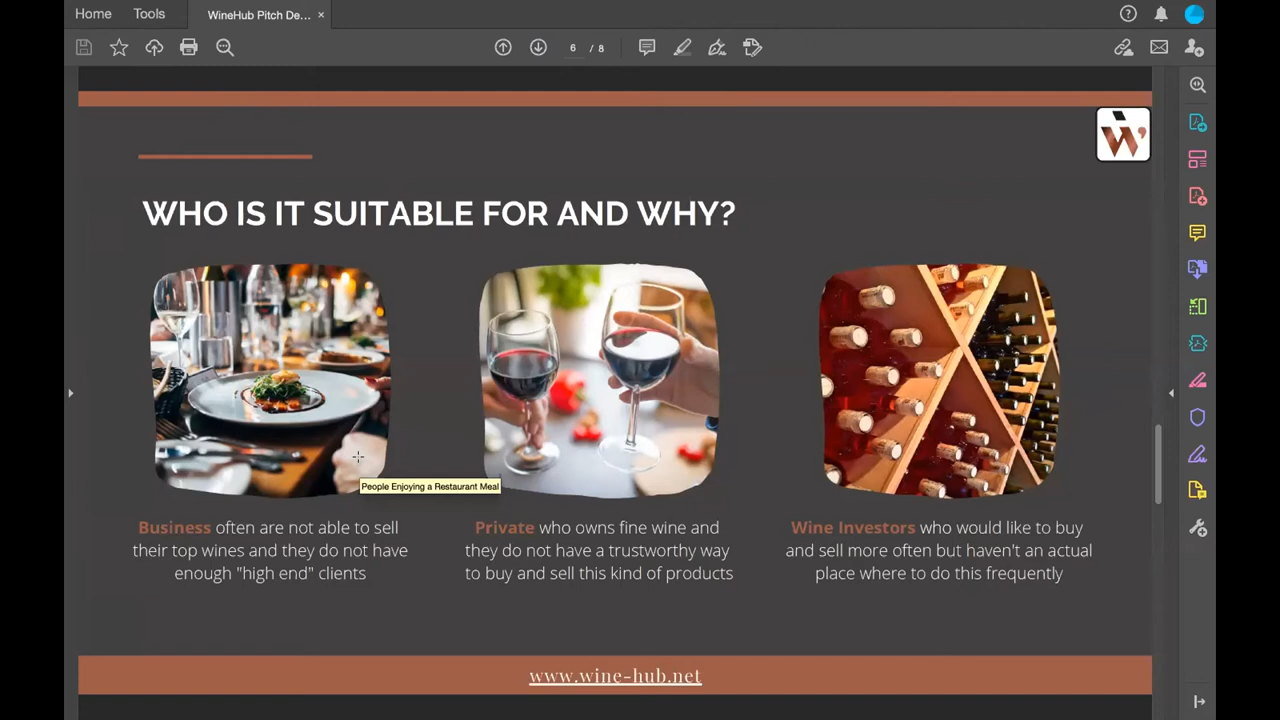 Home Tools WineHub Pitch De... ×
6 / 8
WHO IS IT SUITABLE FOR AND WHY?
People Enjoying a Restaurant Meal
Business often are not able to sell
their top wines and they do not have
enough "high end" clients
Private who owns fine wine and
they do not have a trustworthy way
to buy and sell this kind of products
Wine Investors who would like to buy
and sell more often but haven't an actual
place where to do this frequently
www.wine-hub.net